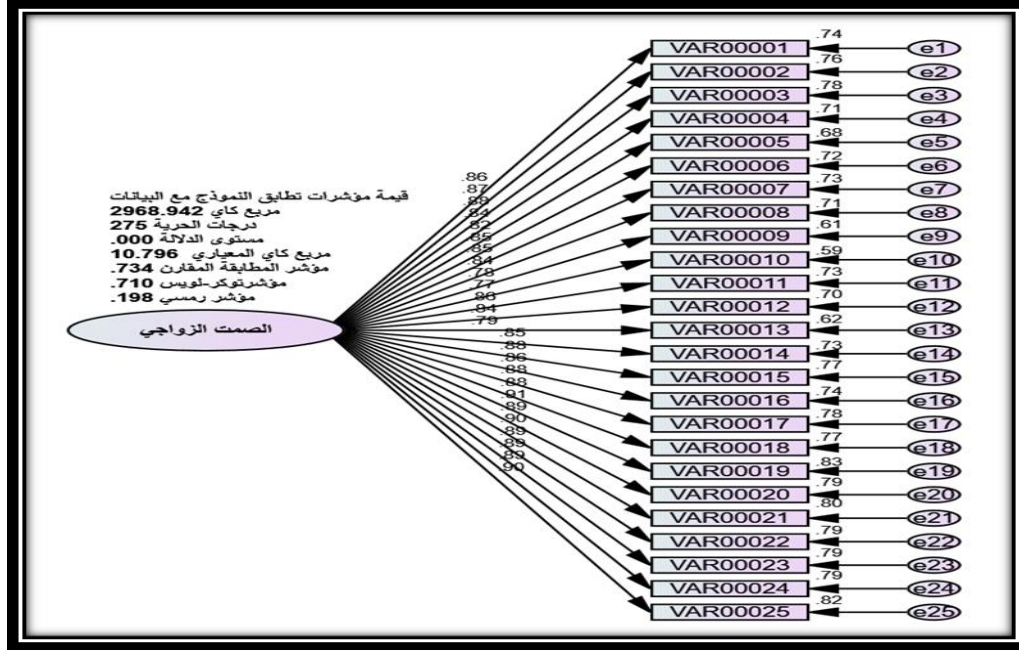 .74
VAR00001 e1
.76
VAR00002 e2
.78
VAR00003 e3
.71
VAR00004 e4
.68
VAR00005 e5
.72
VAR00006 e6
.73
VAR00007 e7
.71
VAR00008 e8
.61
VAR00009 e9
.59
VAR00010 e10
.73
VAR00011 e11
.70
VAR00012 e12
.62
VAR00013 e13
.73
VAR00014 e14
.77
VAR00015 e15
.74
VAR00016 e16
.78
VAR00017 e17
.77
VAR00018 e18
.83
VAR00019 e19
.79
VAR00020 e20
.80
VAR00021 e21
.79
VAR00022 e22
.79
VAR00023 e23
.79
VAR00024 e24
.82
VAR00025 e25
.86
.87
.88
.84
.82
.85
.85
.84
.78
.77
.86
.84
.79
.85
.88
.86
.88
.88
.91
.89
.90
.89
.89
.89
.90
قيمة مؤشرات تطابق النموذج مع البيانات
مربع كاي 2968.942
درجات الحرية 275
مستوى الدلالة 000.
مربع كاي المعياري 10.796
مؤشر المطابقة المقارن 734.
مؤشرتوكر-لويس 710.
مؤشر رمسي 198.
الصمت الزواجي